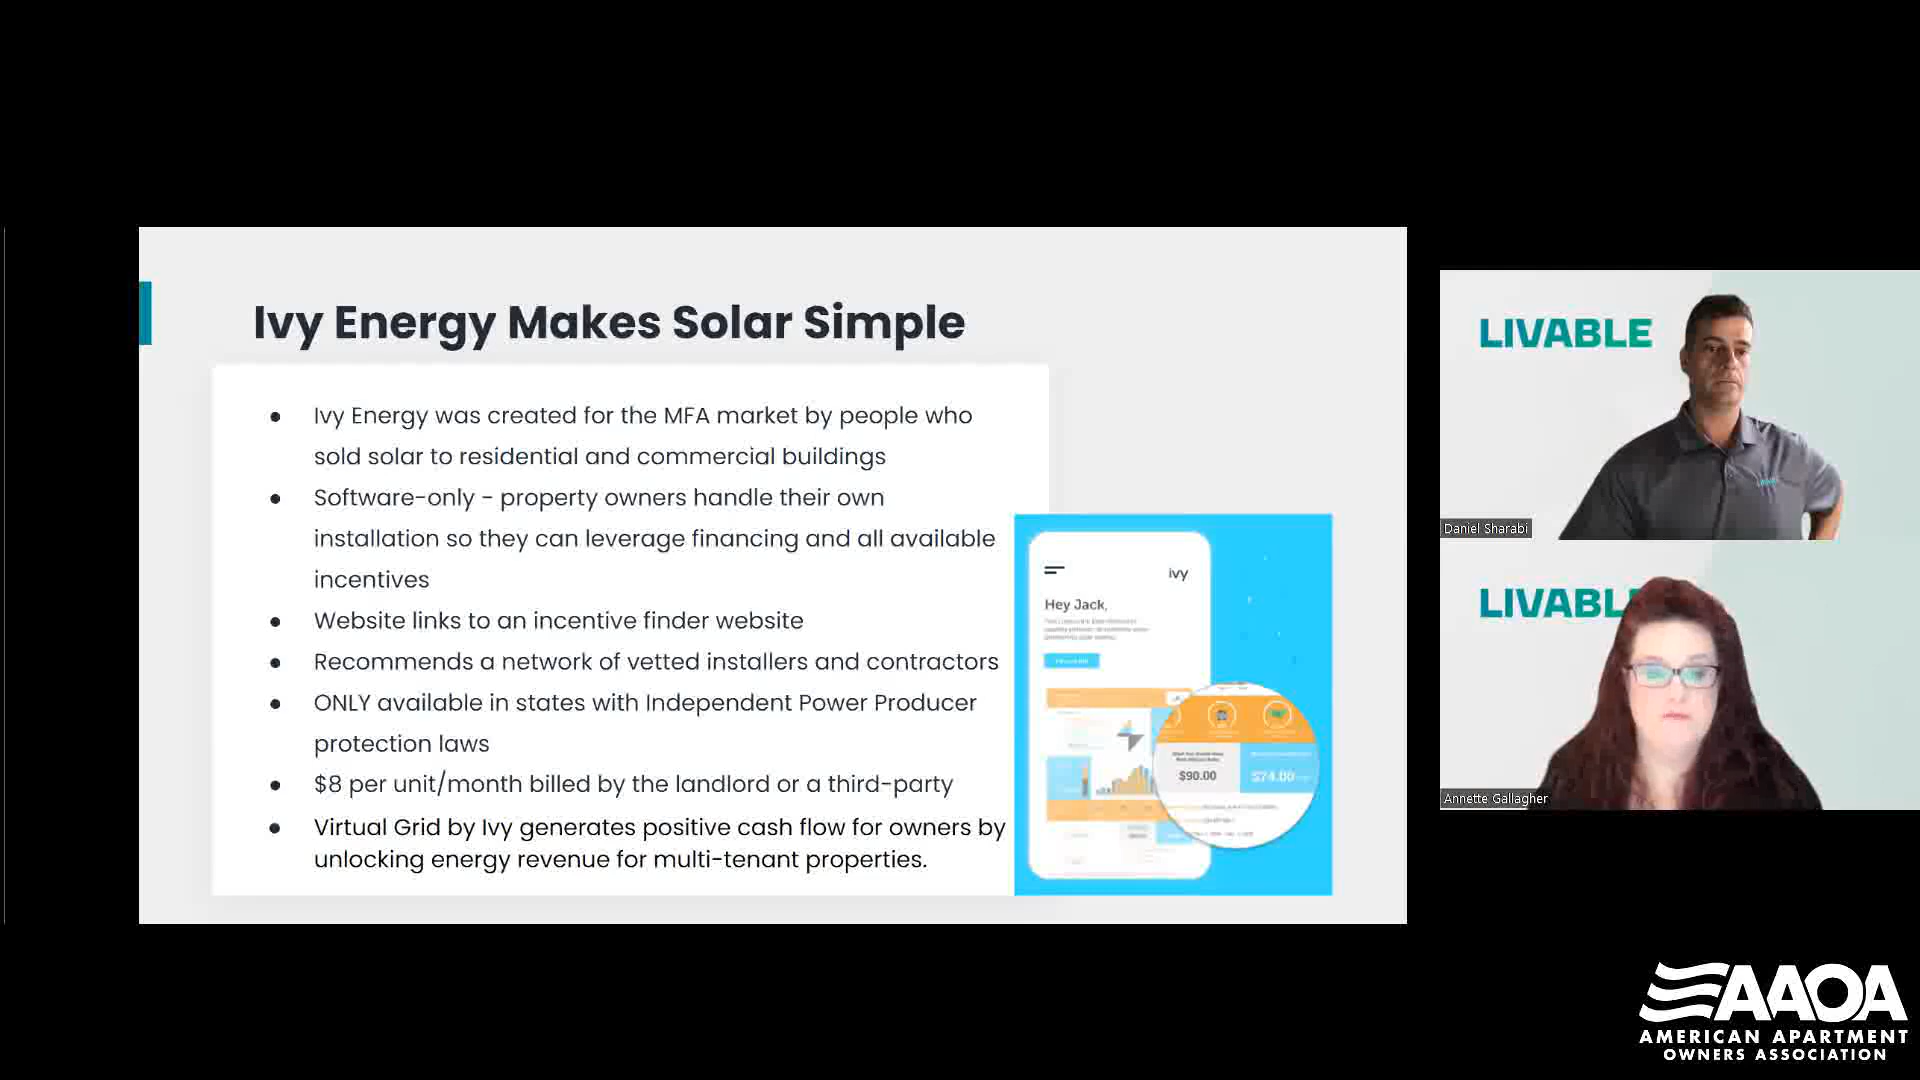 Ivy Energy Makes Solar Simple
Ivy Energy was created for the MFA market by people who
sold solar to residential and commercial buildings
Software-only - property owners handle their own
installation so they can leverage financing and all available
incentives
Website links to an incentive finder website
Recommends a network of vetted installers and contractors
ONLY available in states with Independent Power Producer
protection laws
$8 per unit/month billed by the landlord or a third-party
Virtual Grid by Ivy generates positive cash flow for owners by
unlocking energy revenue for multi-tenant properties.
ivy
Hey Jack,
$90.00
$74.00
LIVABLE
Daniel Sharabi
LIVABL
Annette Gallagher
AAOA
AMERICAN APARTMENT
OWNERS ASSOCIATION